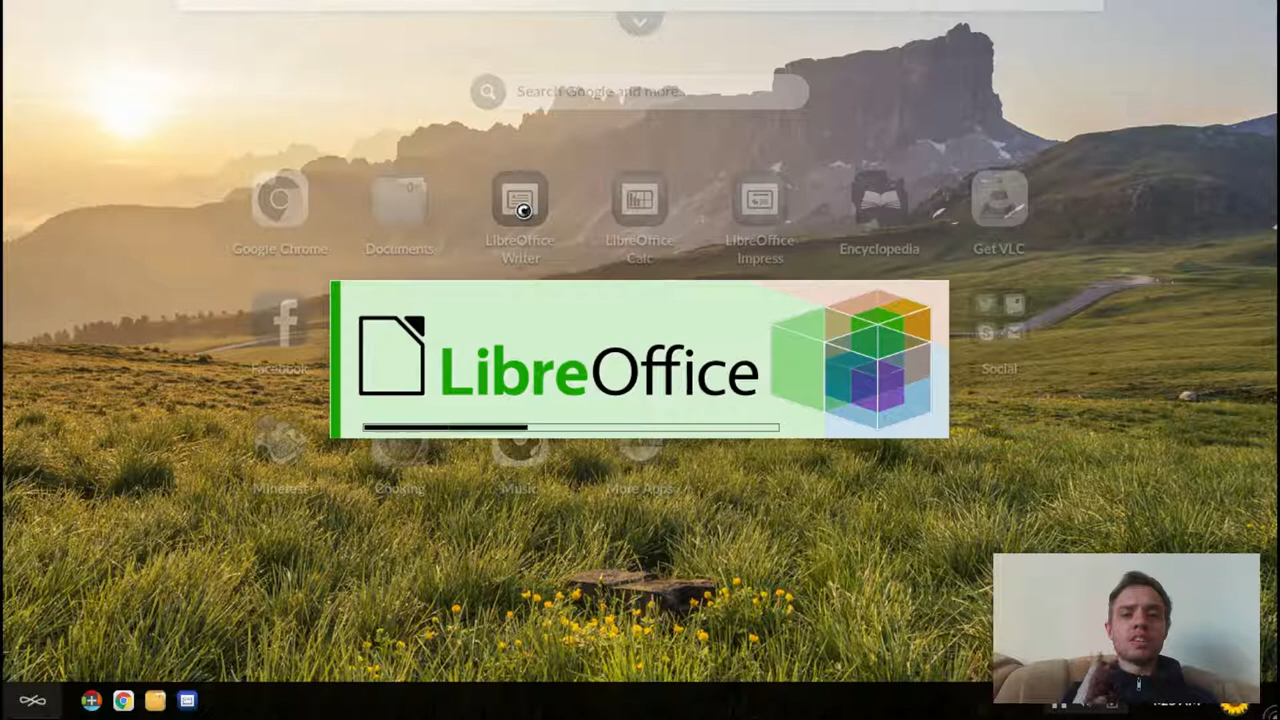 Search Google and more...
Google Chrome
Documents
LibreOffice
Writer
LibreOffice
Calc
LibreOffice
Impress
Encyclopedia
Get VLC
LibreOffice
Facebook
Social
Minetest
Cooking
Music
More Apps